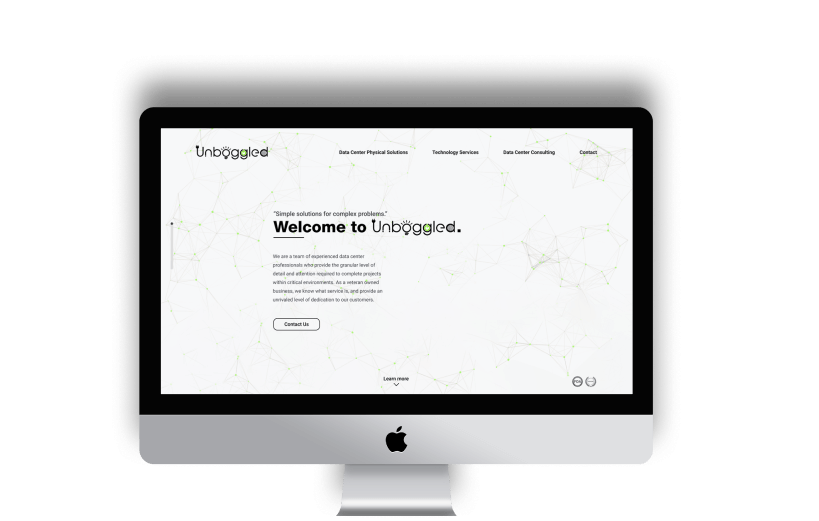 Unboggled
Data Center Physical Solutions
Technology Services
Data Center Consulting
Contact
"Simple solutions for complex problems."
Welcome to Unboggled.
We are a team of experienced data center
professionals who provide the granular level of
detail and attention required to complete projects
within critical environments. As a veteran owned
business, we know what service is, and provide an
unrivaled level of dedication to our customers.
Contact Us
Learn more